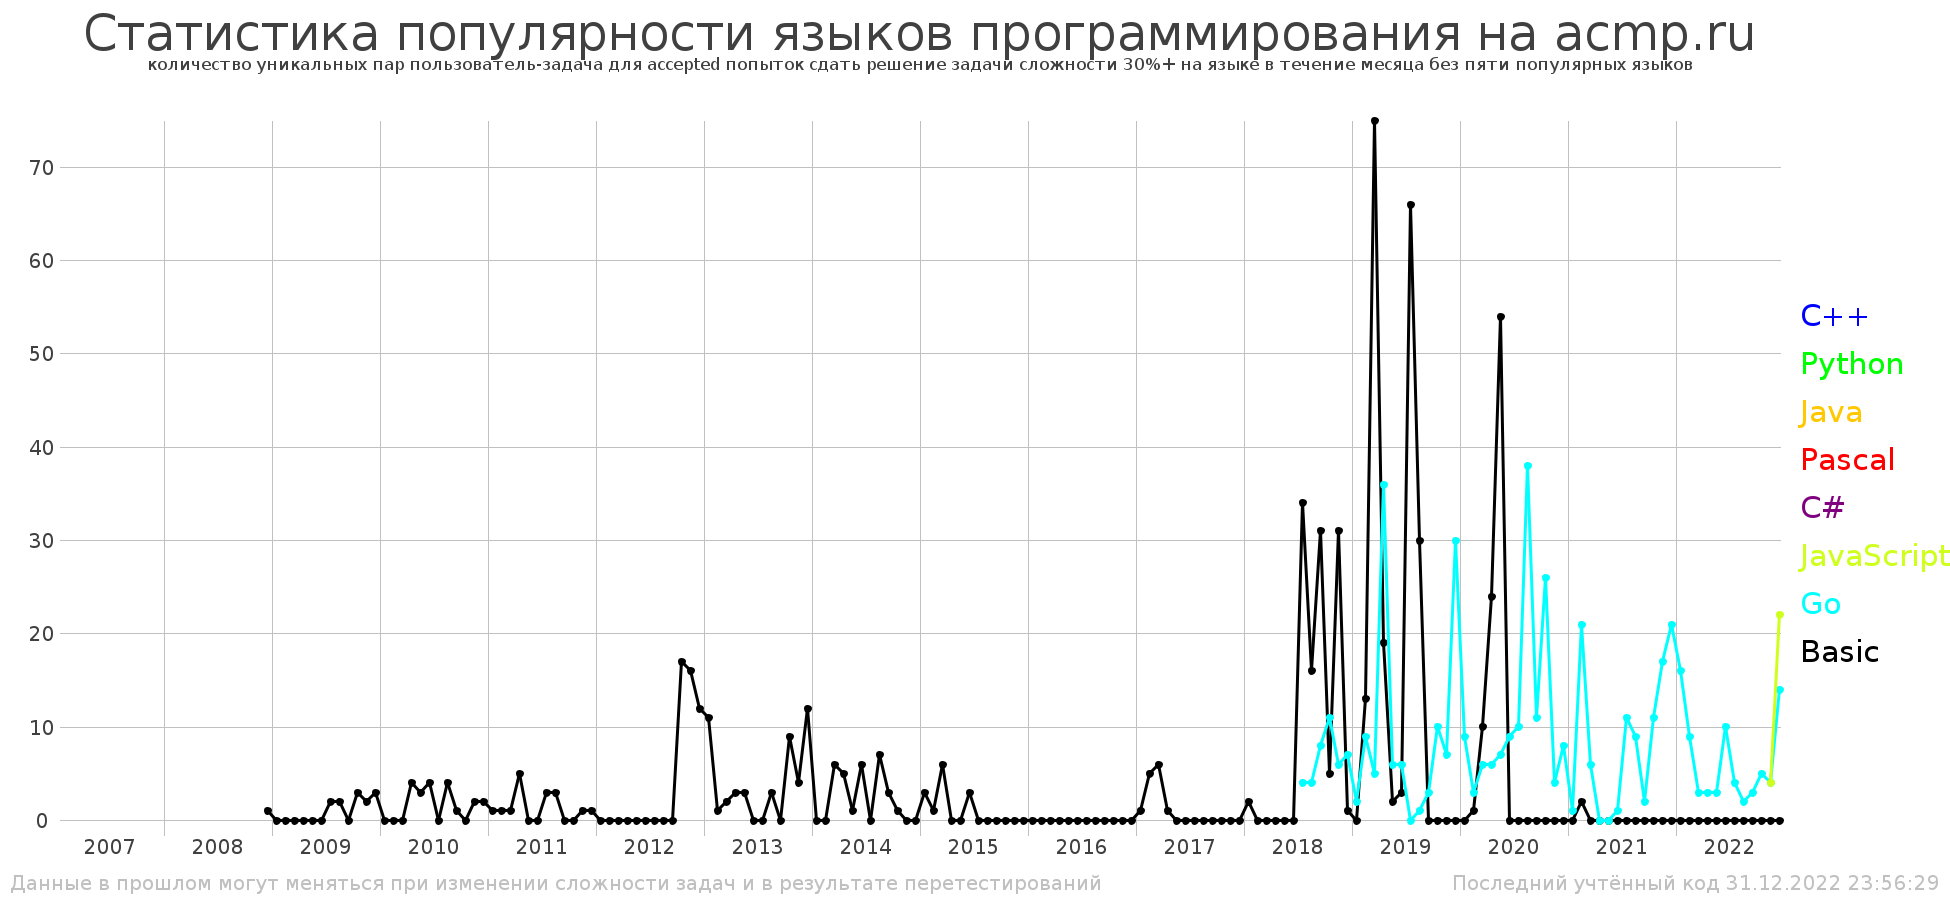 Статистика популярности языков программирования на acmp.ru
количество уникальных пар пользователь-задача для accepted попыток сдать решение задачи сложности 30%+ на языке в течение месяца без пяти популярных языков
70
60
50
40
30
20
10
0
C++
Python
Java
Pascal
C#
JavaScript
Go
Basic
2007 2008 2009 2010 2011 2012 2013 2014 2015 2016 2017 2018 2019 2020 2021 2022
Данные в прошлом могут меняться при изменении сложности задач и в результате перетестирований
Последний учтённый код 31.12.2022 23:56:29